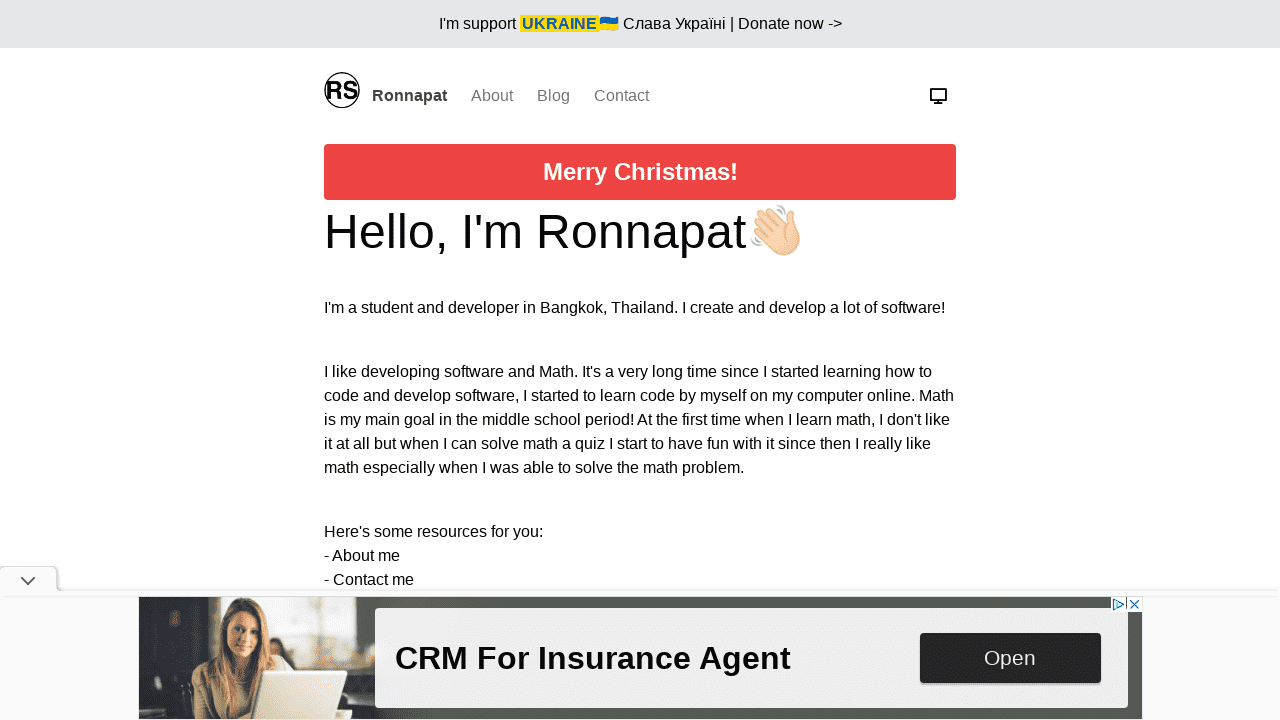 I'm support UKRAINE🇺🇦 Слава Україні | Donate now ->
RS Ronnapat About Blog Contact
Merry Christmas!
Hello, I'm Ronnapat👋🏻
I'm a student and developer in Bangkok, Thailand. I create and develop a lot of software!
I like developing software and Math. It's a very long time since I started learning how to
code and develop software, I started to learn code by myself on my computer online. Math
is my main goal in the middle school period! At the first time when I learn math, I don't like
it at all but when I can solve math a quiz I start to have fun with it since then I really like
math especially when I was able to solve the math problem.
Here's some resources for you:
- About me
- Contact me
CRM For Insurance Agent
Open